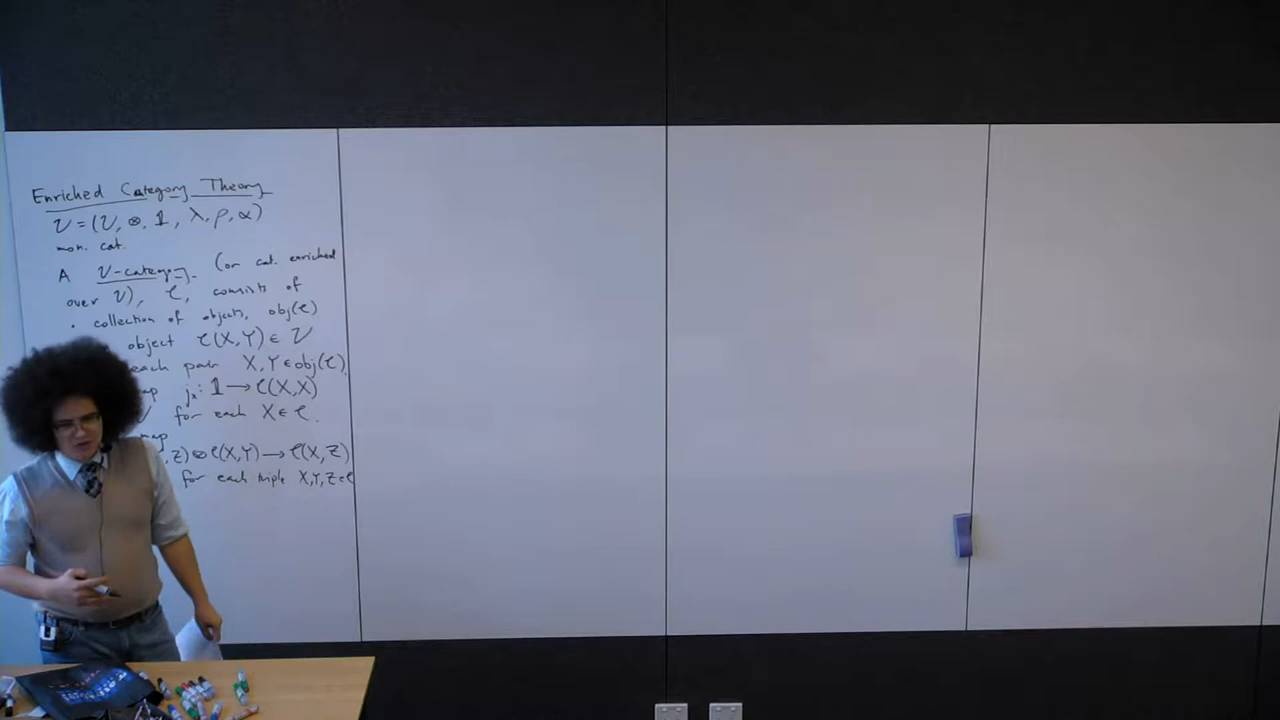 Enriched Category Theory
𝒱 = (𝒱, ⊗, 𝟙, λ, ρ, α)
mon. cat.
A 𝒱-category (or cat. enriched
over 𝒱), 𝒞, consists of
· collection of objects, obj(𝒞)
object 𝒞(X,Y) ∈ 𝒱
each pair X, Y ∈ obj(𝒞).
jₓ: 𝟙 → 𝒞(X,X)
for each X ∈ 𝒞.
map
,Z) ⊗ 𝒞(X,Y) → 𝒞(X,Z)
for each triple X,Y,Z ∈ 𝒞